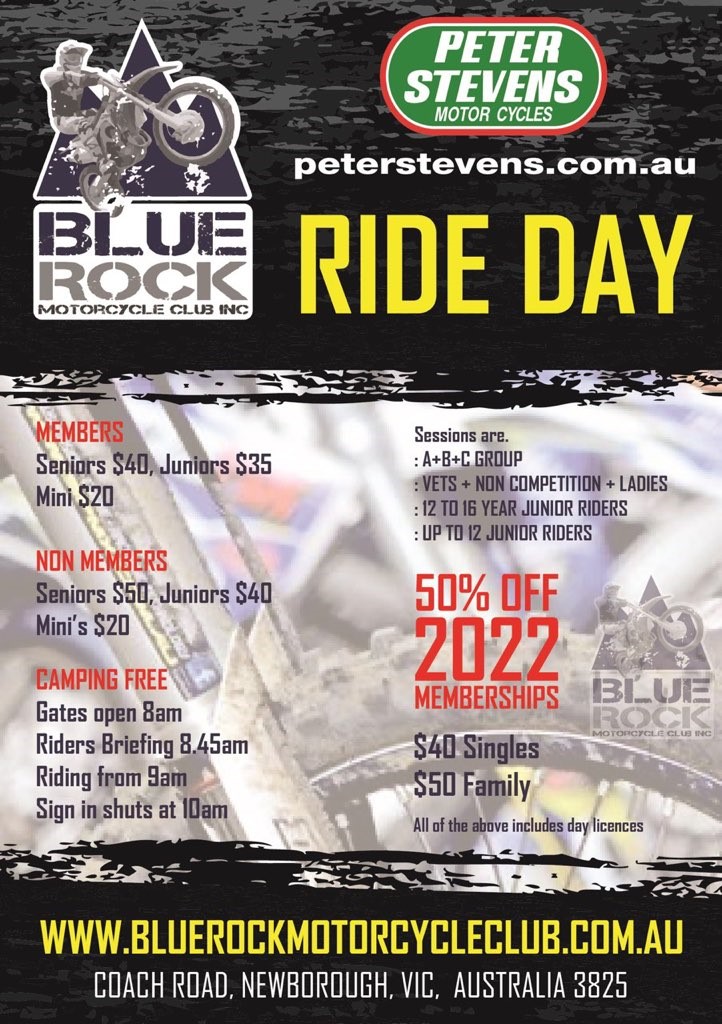 BLUE
ROCK
MOTORCYCLE CLUB INC
PETER
STEVENS
MOTOR CYCLES
peterstevens.com.au
RIDE DAY
MEMBERS
Seniors $40, Juniors $35
Mini $20
NON MEMBERS
Seniors $50, Juniors $40
Mini's $20
CAMPING FREE
Gates open 8am
Riders Briefing 8.45am
Riding from 9am
Sign in shuts at 10am
Sessions are.
: A+B+C GROUP
: VETS + NON COMPETITION + LADIES
: 12 TO 16 YEAR JUNIOR RIDERS
: UP TO 12 JUNIOR RIDERS
50% OFF
2022
MEMBERSHIPS
$40 Singles
$50 Family
All of the above includes day licences
BLUE
ROCK
MOTORCYCLE CLUB INC
WWW.BLUEROCKMOTORCYCLECLUB.COM.AU
COACH ROAD, NEWBOROUGH, VIC, AUSTRALIA 3825